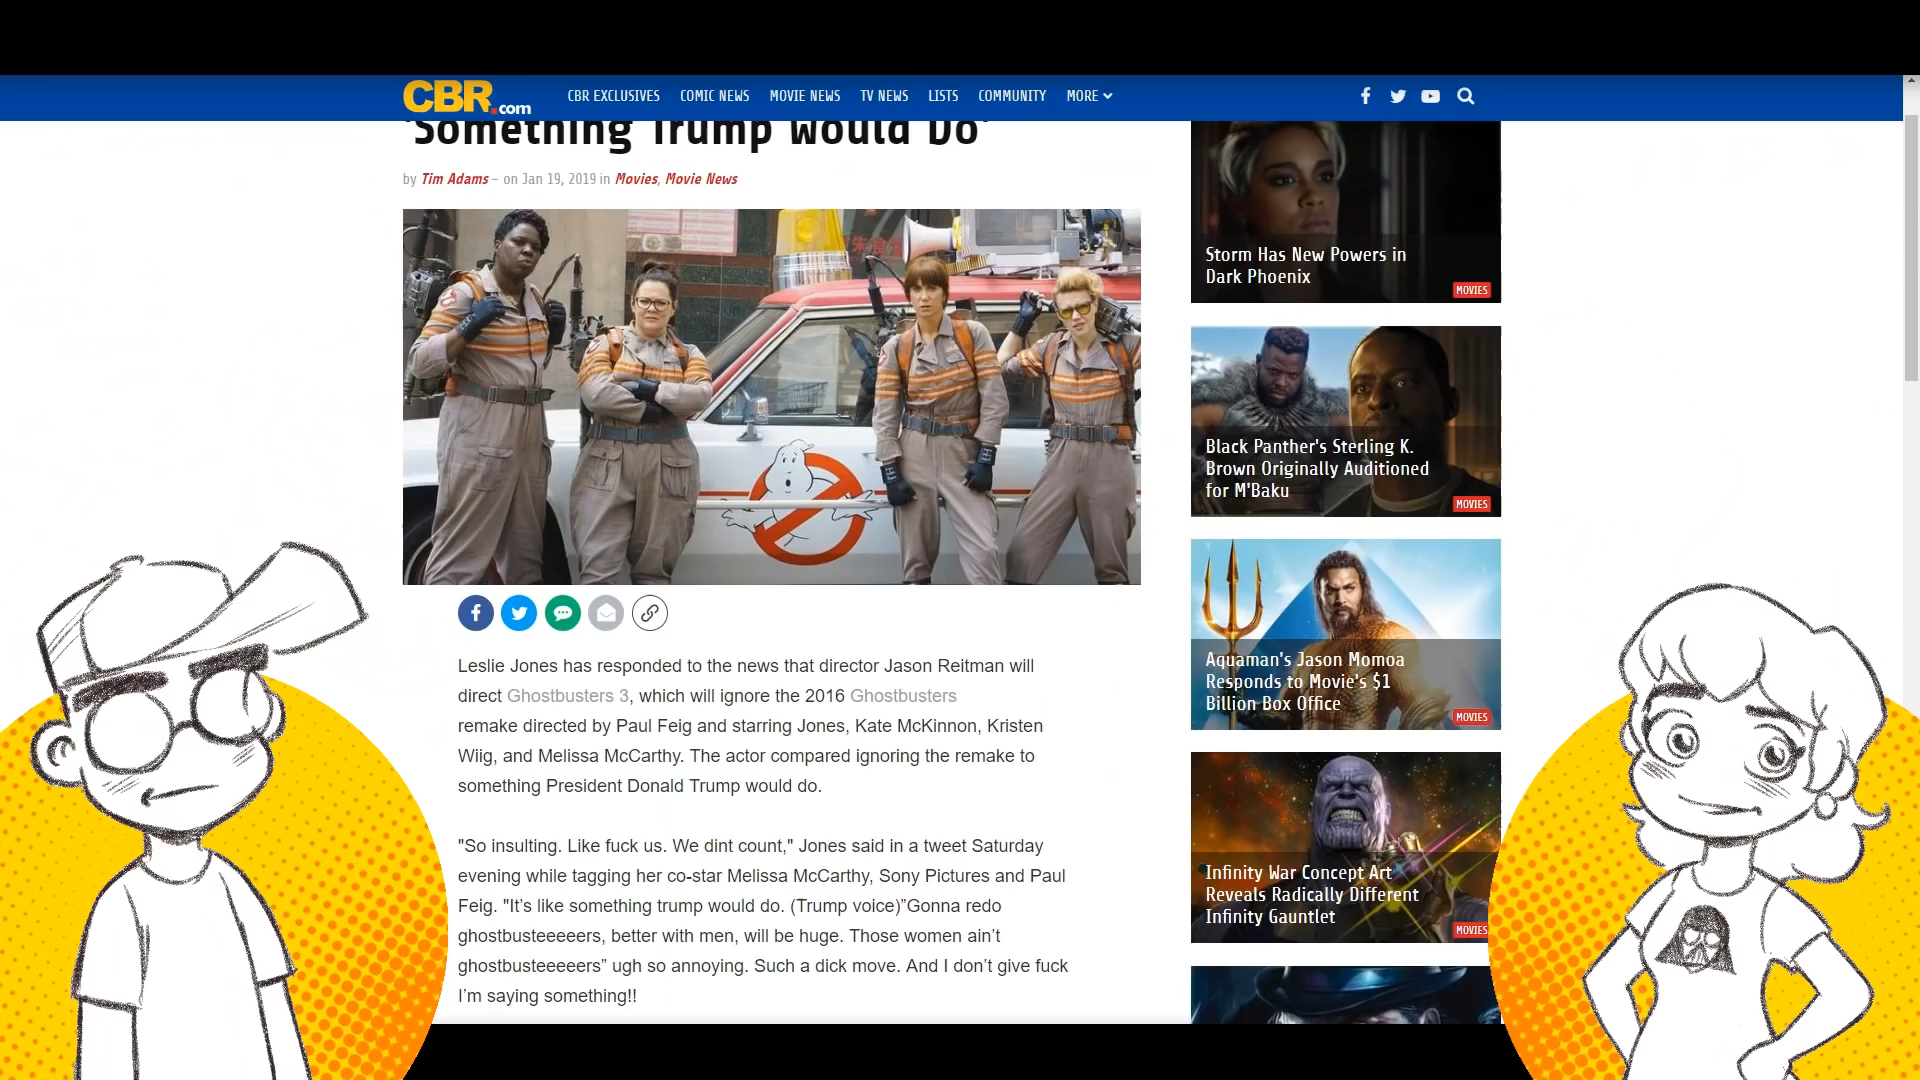 CBR.com
CBR EXCLUSIVES COMIC NEWS MOVIE NEWS TV NEWS LISTS COMMUNITY MORE
'Something Trump Would Do'
by Tim Adams – on Jan 19, 2019 in Movies, Movie News
Leslie Jones has responded to the news that director Jason Reitman will
direct Ghostbusters 3, which will ignore the 2016 Ghostbusters
remake directed by Paul Feig and starring Jones, Kate McKinnon, Kristen
Wiig, and Melissa McCarthy. The actor compared ignoring the remake to
something President Donald Trump would do.
"So insulting. Like fuck us. We dint count," Jones said in a tweet Saturday
evening while tagging her co-star Melissa McCarthy, Sony Pictures and Paul
Feig. "It’s like something trump would do. (Trump voice)”Gonna redo
ghostbusteeeeers, better with men, will be huge. Those women ain’t
ghostbusteeeeers” ugh so annoying. Such a dick move. And I don’t give fuck
I’m saying something!!
Storm Has New Powers in
Dark Phoenix
MOVIES
Black Panther's Sterling K.
Brown Originally Auditioned
for M'Baku
MOVIES
Aquaman's Jason Momoa
Responds to Movie's $1
Billion Box Office
MOVIES
Infinity War Concept Art
Reveals Radically Different
Infinity Gauntlet
MOVIES